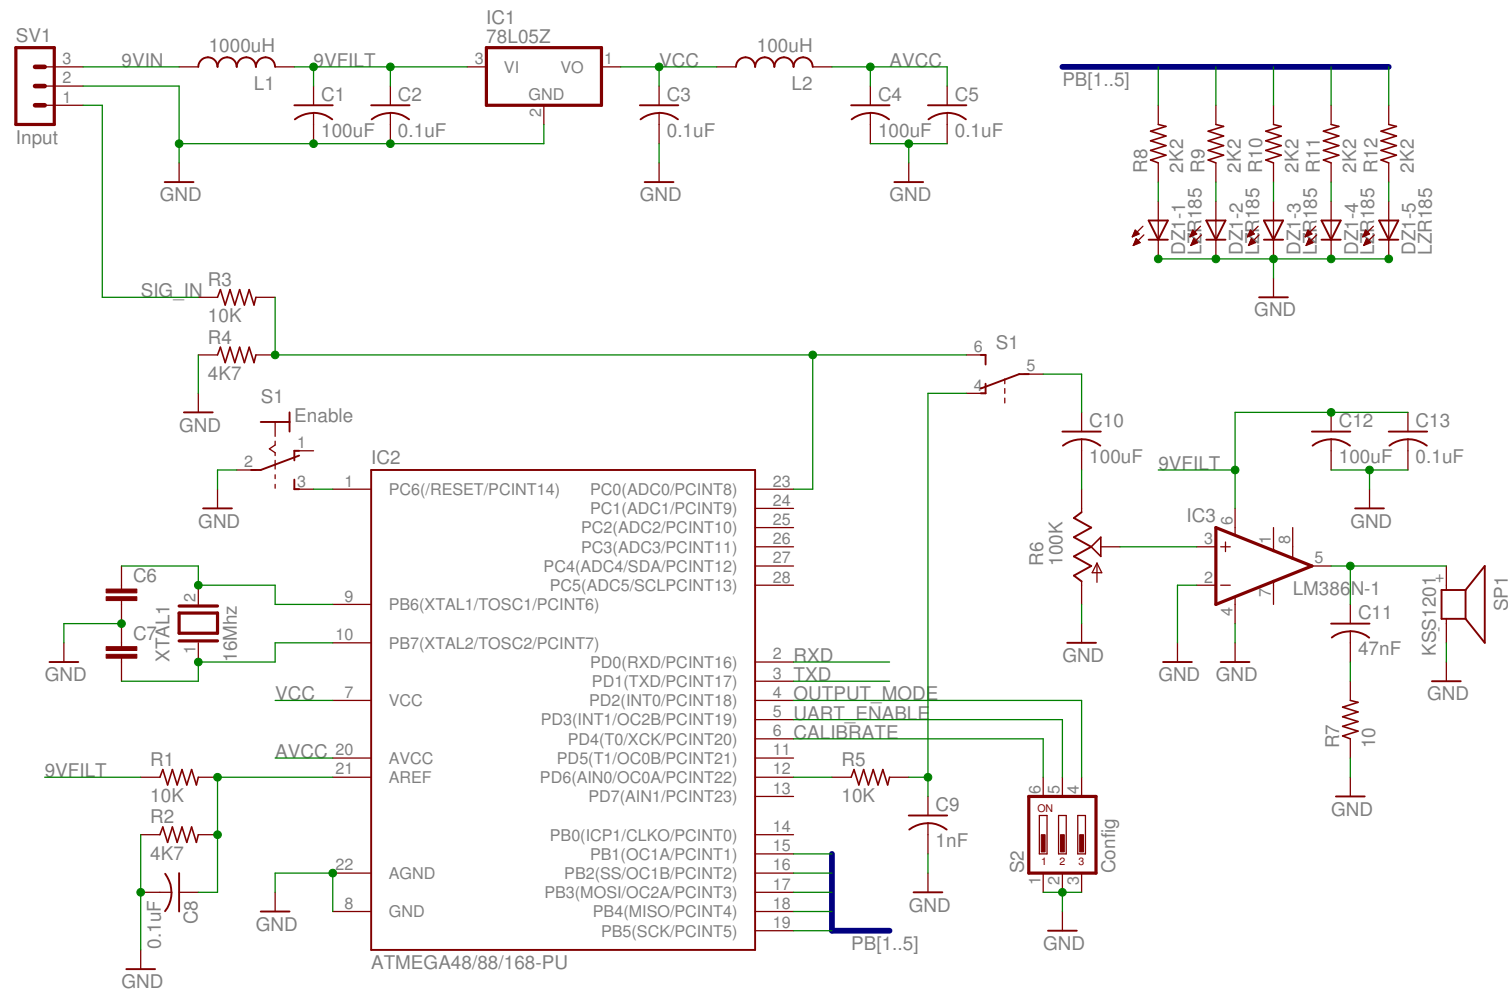 SV1
3
2
1
Input
9VIN
1000uH
L1
9VFILT
C1
100uF
C2
0.1uF
GND
IC1
78L05Z
3
VI
VO
1
GND
2
VCC
C3
0.1uF
GND
100uH
L2
AVCC
C4
100uF
C5
0.1uF
GND
PB[1..5]
R8
2K2
R9
2K2
R10
2K2
R11
2K2
R12
2K2
DZ1-1
LZR185
DZ1-2
LZR185
DZ1-3
LZR185
DZ1-4
LZR185
DZ1-5
LZR185
GND
SIG_IN
R3
10K
R4
4K7
GND
S1
Enable
1
2
3
GND
6
S1
5
4
C10
100uF
R6
100K
GND
9VFILT
C12
100uF
C13
0.1uF
GND
IC3
6
3
+
2
−
1
8
5
7
4
LM386N-1
GND
GND
C11
47nF
R7
10
GND
KSS1201
+
SP1
GND
C6
C7
XTAL1
2
1
16Mhz
GND
IC2
1
PC6(/RESET/PCINT14)
9
PB6(XTAL1/TOSC1/PCINT6)
10
PB7(XTAL2/TOSC2/PCINT7)
VCC
7
VCC
AVCC
20
AVCC
21
AREF
22
AGND
8
GND
GND
PC0(ADC0/PCINT8)
23
PC1(ADC1/PCINT9)
24
PC2(ADC2/PCINT10)
25
PC3(ADC3/PCINT11)
26
PC4(ADC4/SDA/PCINT12)
27
PC5(ADC5/SCLPCINT13)
28
PD0(RXD/PCINT16)
2
RXD
PD1(TXD/PCINT17)
3
TXD
PD2(INT0/PCINT18)
4
OUTPUT_MODE
PD3(INT1/OC2B/PCINT19)
5
UART_ENABLE
PD4(T0/XCK/PCINT20)
6
CALIBRATE
PD5(T1/OC0B/PCINT21)
11
PD6(AIN0/OC0A/PCINT22)
12
PD7(AIN1/PCINT23)
13
PB0(ICP1/CLKO/PCINT0)
14
PB1(OC1A/PCINT1)
15
PB2(SS/OC1B/PCINT2)
16
PB3(MOSI/OC2A/PCINT3)
17
PB4(MISO/PCINT4)
18
PB5(SCK/PCINT5)
19
PB[1..5]
ATMEGA48/88/168-PU
9VFILT
R1
10K
R2
4K7
0.1uF
C8
GND
R5
10K
C9
1nF
GND
6
5
4
ON
1
2
3
S2
Config
1
2
3
GND